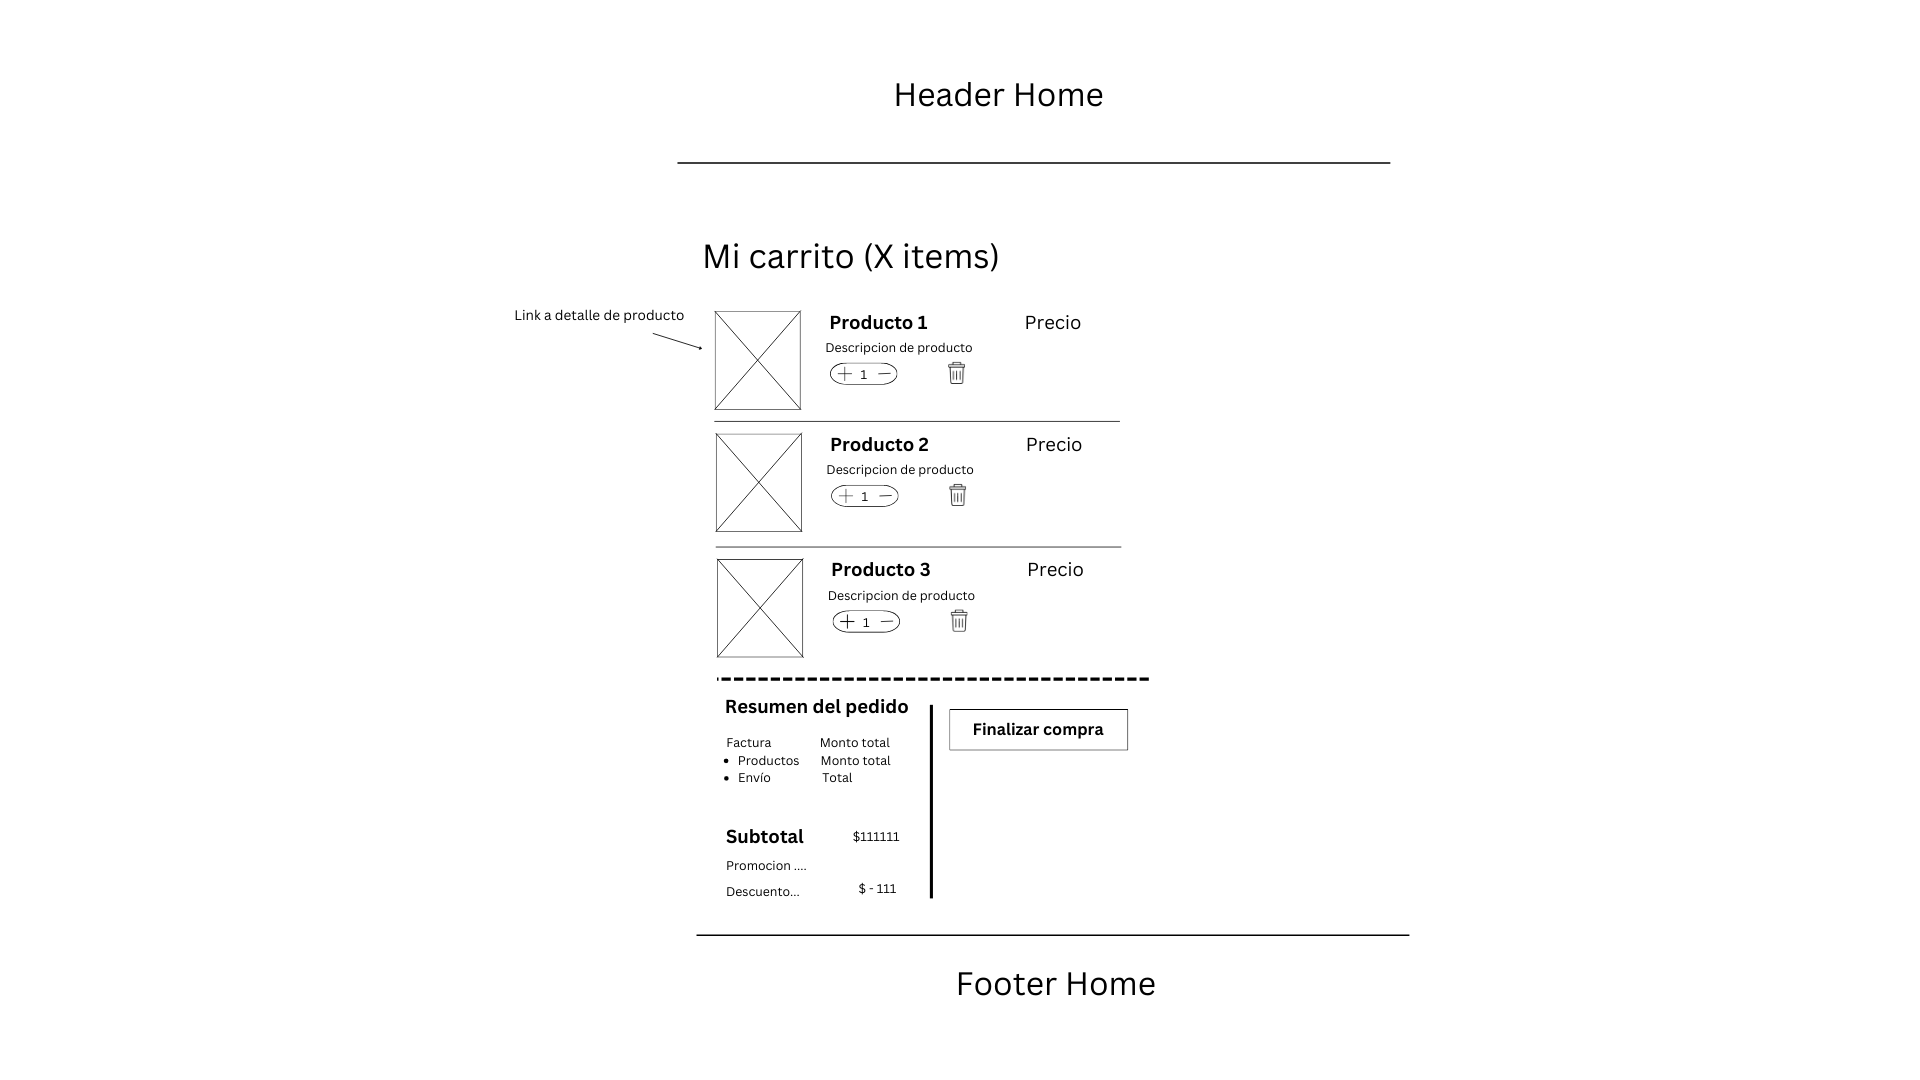 Header Home
Mi carrito (X items)
Link a detalle de producto
Producto 1 Precio
Descripcion de producto
+ 1 −
Producto 2 Precio
Descripcion de producto
+ 1 −
Producto 3 Precio
Descripcion de producto
+ 1 −
Resumen del pedido
Finalizar compra
Factura Monto total
• Productos Monto total
• Envío Total
Subtotal $111111
Promocion ....
Descuento... $ - 111
Footer Home